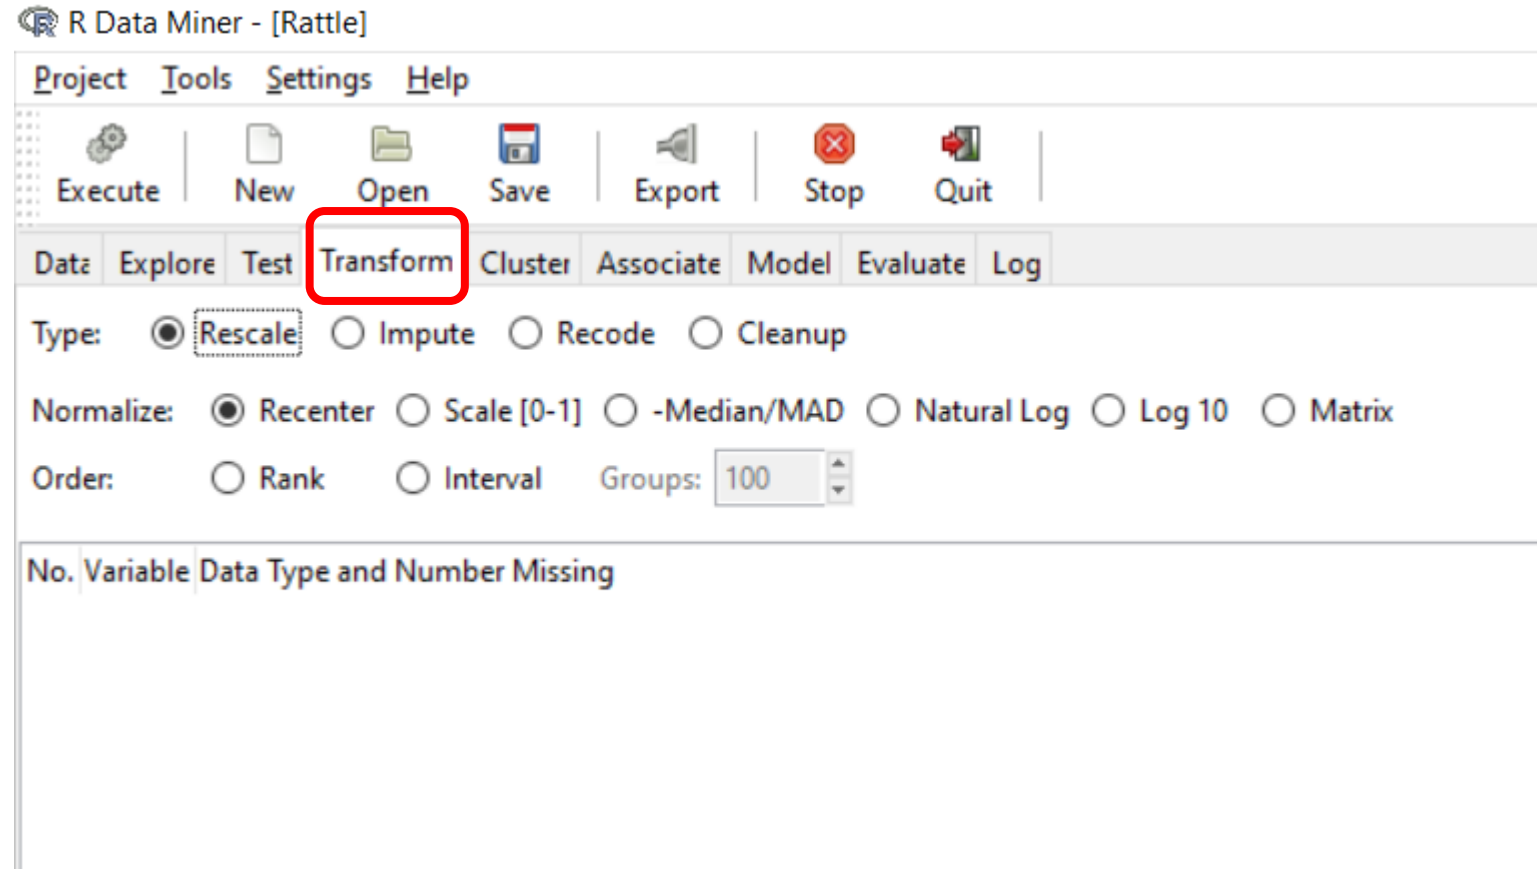 R Data Miner - [Rattle]
Project Tools Settings Help
Execute New Open Save Export Stop Quit
Data Explore Test Transform Cluster Associate Model Evaluate Log
Type: Rescale Impute Recode Cleanup
Normalize: Recenter Scale [0-1] -Median/MAD Natural Log Log 10 Matrix
Order: Rank Interval Groups: 100
No. Variable Data Type and Number Missing